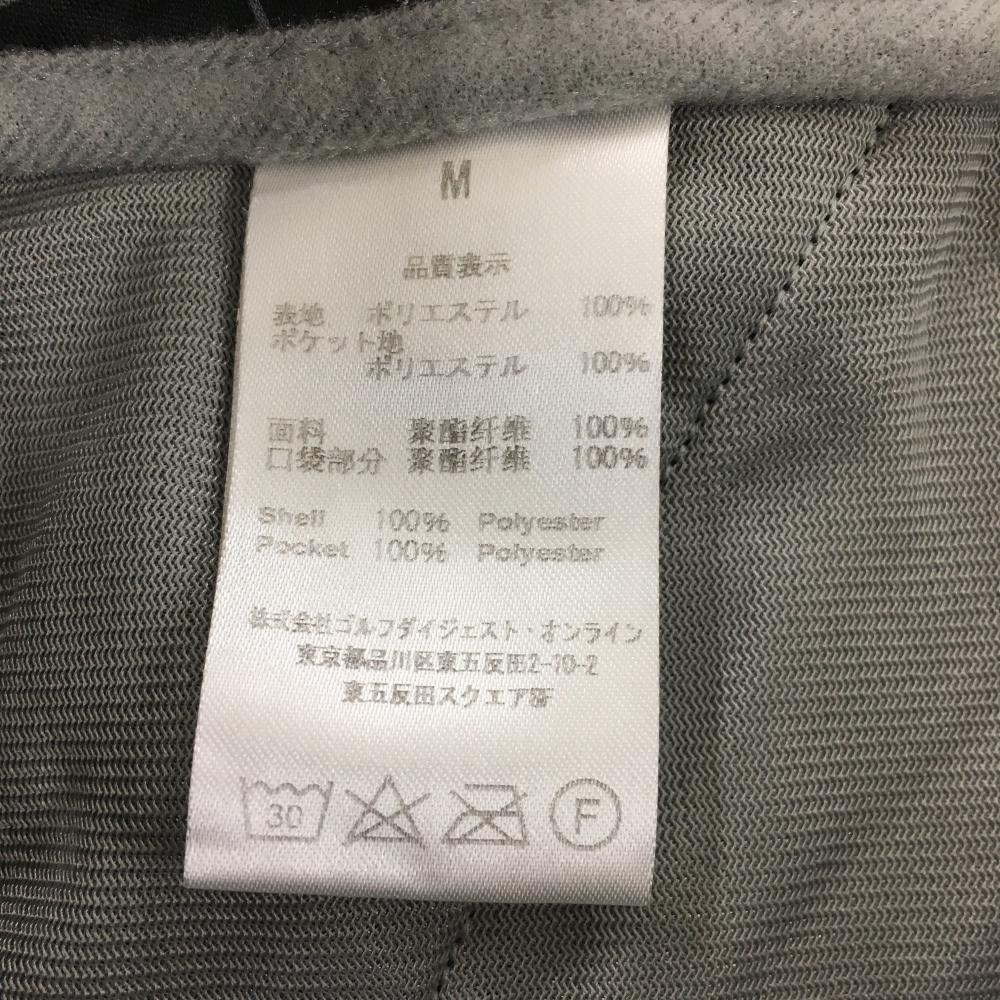 M
品質表示
表地 ポリエステル 100%
ポケット地
ポリエステル 100%
面料 聚酯纤维 100%
口袋部分 聚酯纤维 100%
Shell 100% Polyester
Pocket 100% Polyester
株式会社ゴルフダイジェスト・オンライン
東京都品川区東五反田2-10-2
東五反田スクエア8F
30
F